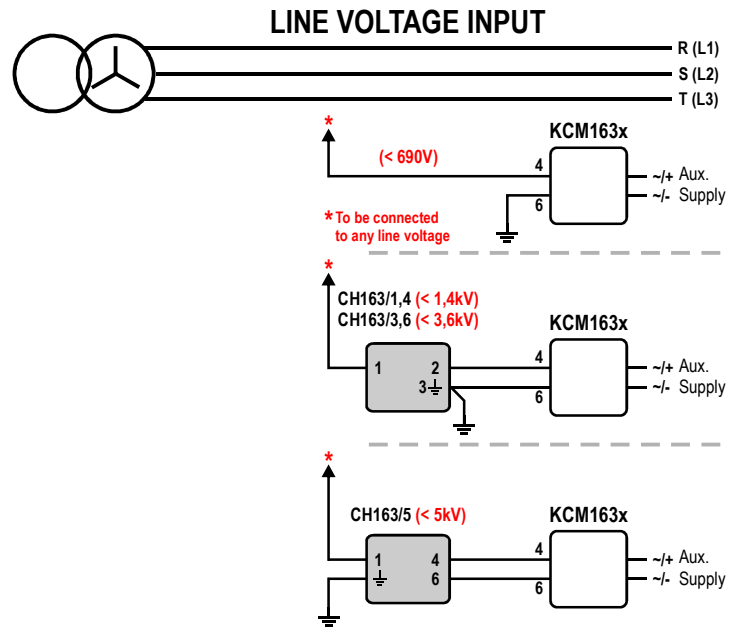 LINE VOLTAGE INPUT
R (L1)
S (L2)
T (L3)
*
KCM163x
(< 690V)
4
~/+ Aux.
6
~/- Supply
* To be connected
to any line voltage
*
CH163/1,4 (< 1,4kV)
CH163/3,6 (< 3,6kV)
KCM163x
1 2
4
~/+ Aux.
3
6
~/- Supply
*
CH163/5 (< 5kV)
KCM163x
1 4
4
~/+ Aux.
6
6
~/- Supply